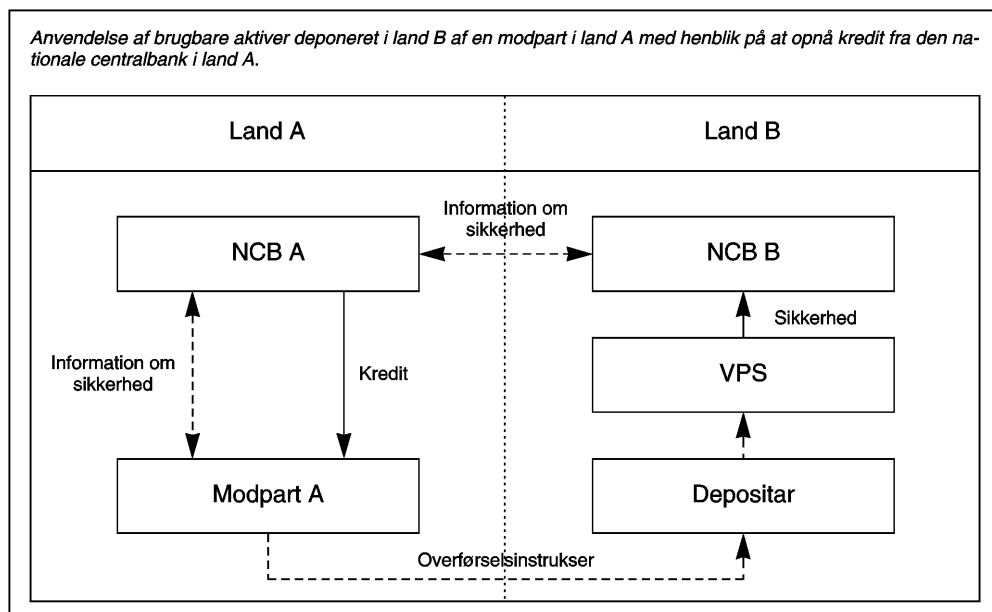 Anvendelse af brugbare aktiver deponeret i land B af en modpart i land A med henblik på at opnå kredit fra den na-
tionale centralbank i land A.
Land A
Land B
Information om
sikkerhed
NCB A
NCB B
Sikkerhed
Information om
sikkerhed
Kredit
VPS
Modpart A
Depositar
Overførselsinstrukser